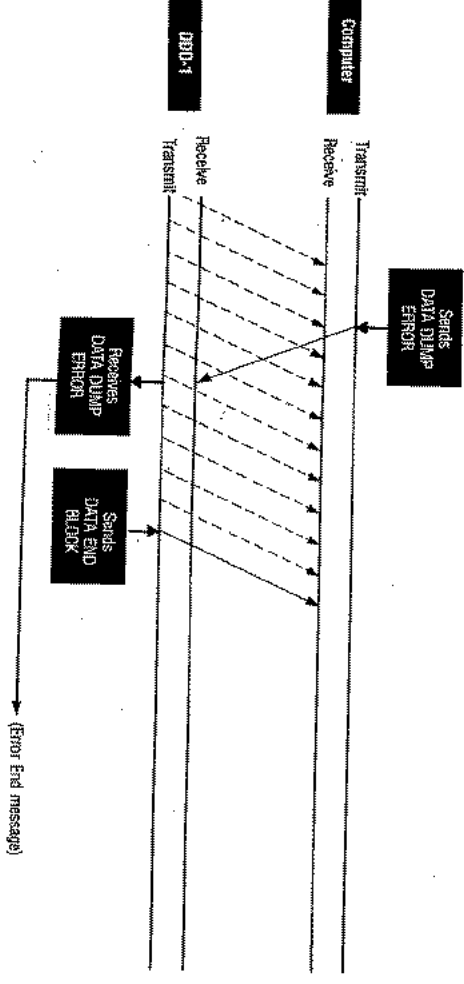 Computer
Transmit
Receive
Sends
DATA DUMP
ERROR
DDD-1
Receive
Transmit
Receives
DATA DUMP
ERROR
Sends
DATA END
BLOCK
(Error End message)